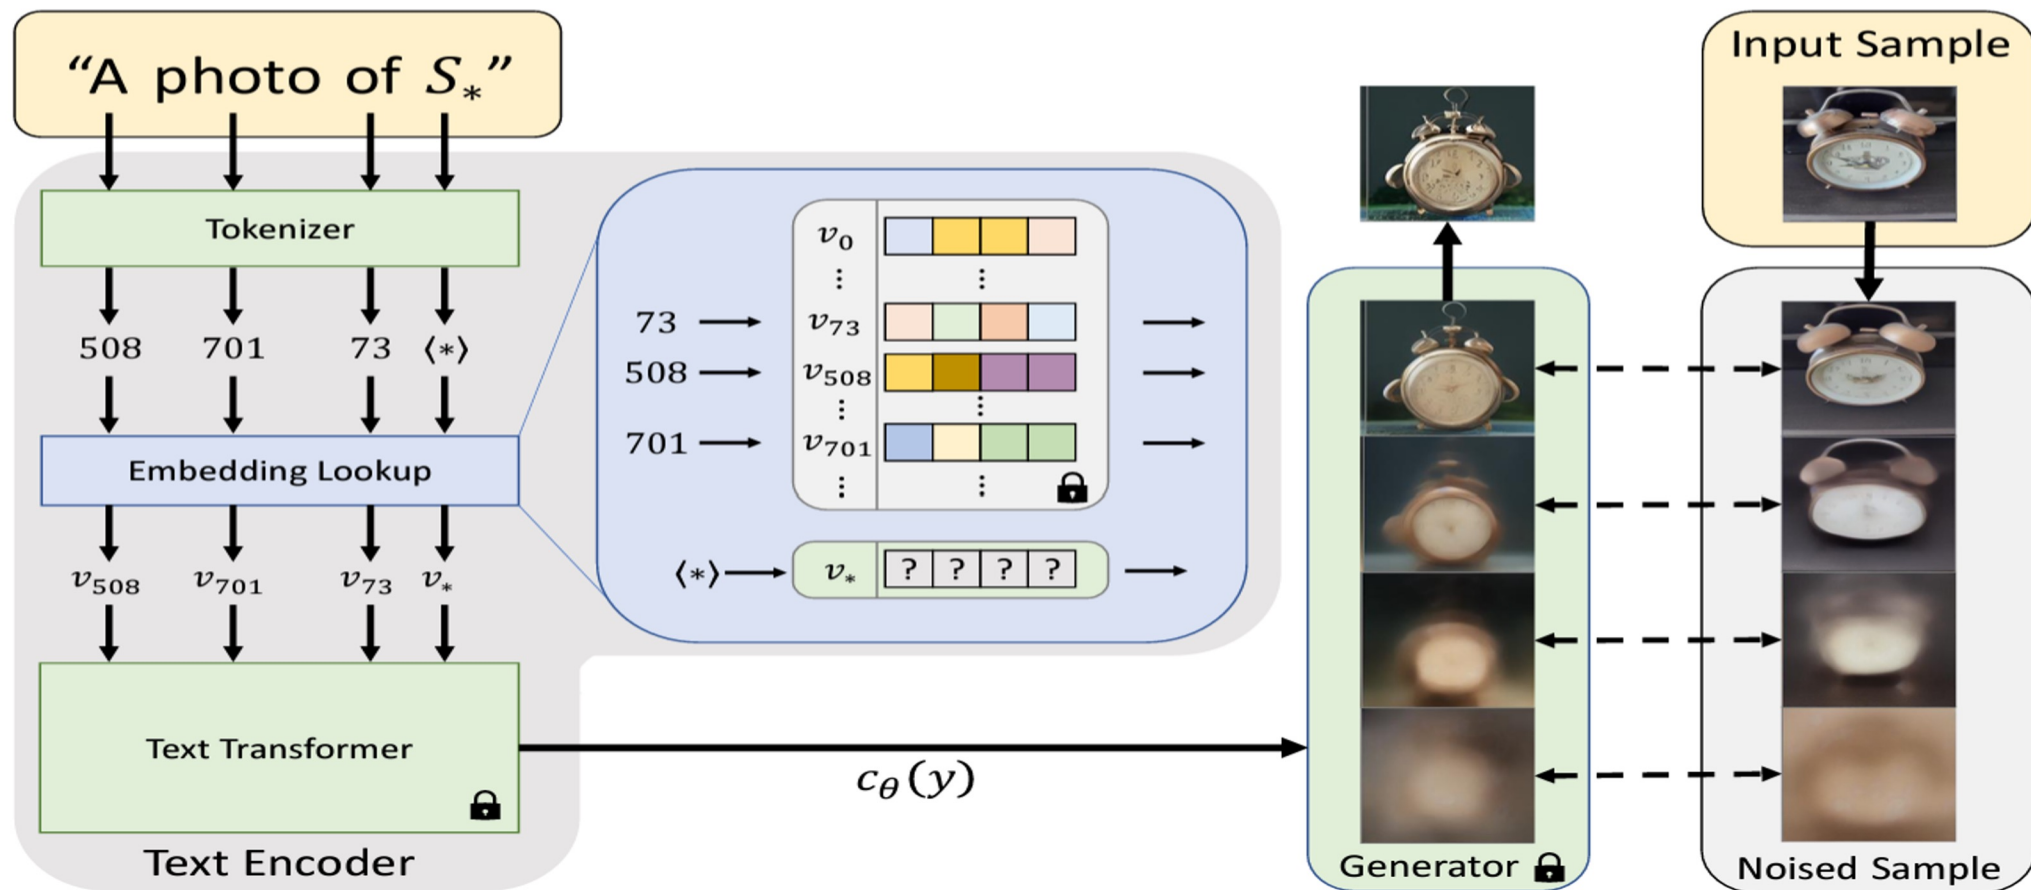 “A photo of S*”
Tokenizer
508 701 73 ⟨*⟩
Embedding Lookup
v508 v701 v73 v*
Text Transformer
Text Encoder
v0 
⋮ ⋮
73 v73
508 v508
⋮ ⋮
701 v701
⋮ ⋮
⟨*⟩ v* ? ? ? ?
cθ(y)
Generator
Input Sample
Noised Sample